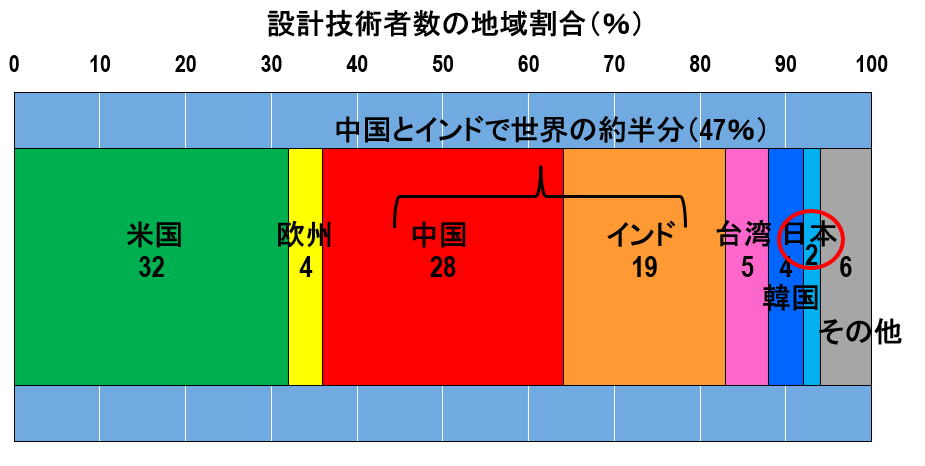 設計技術者数の地域割合(%)
0 10 20 30 40 50 60 70 80 90 100
中国とインドで世界の約半分(47%)
米国 欧州 中国 インド 台湾 日本
32 4 28 19 5 4 2 6
韓国
その他